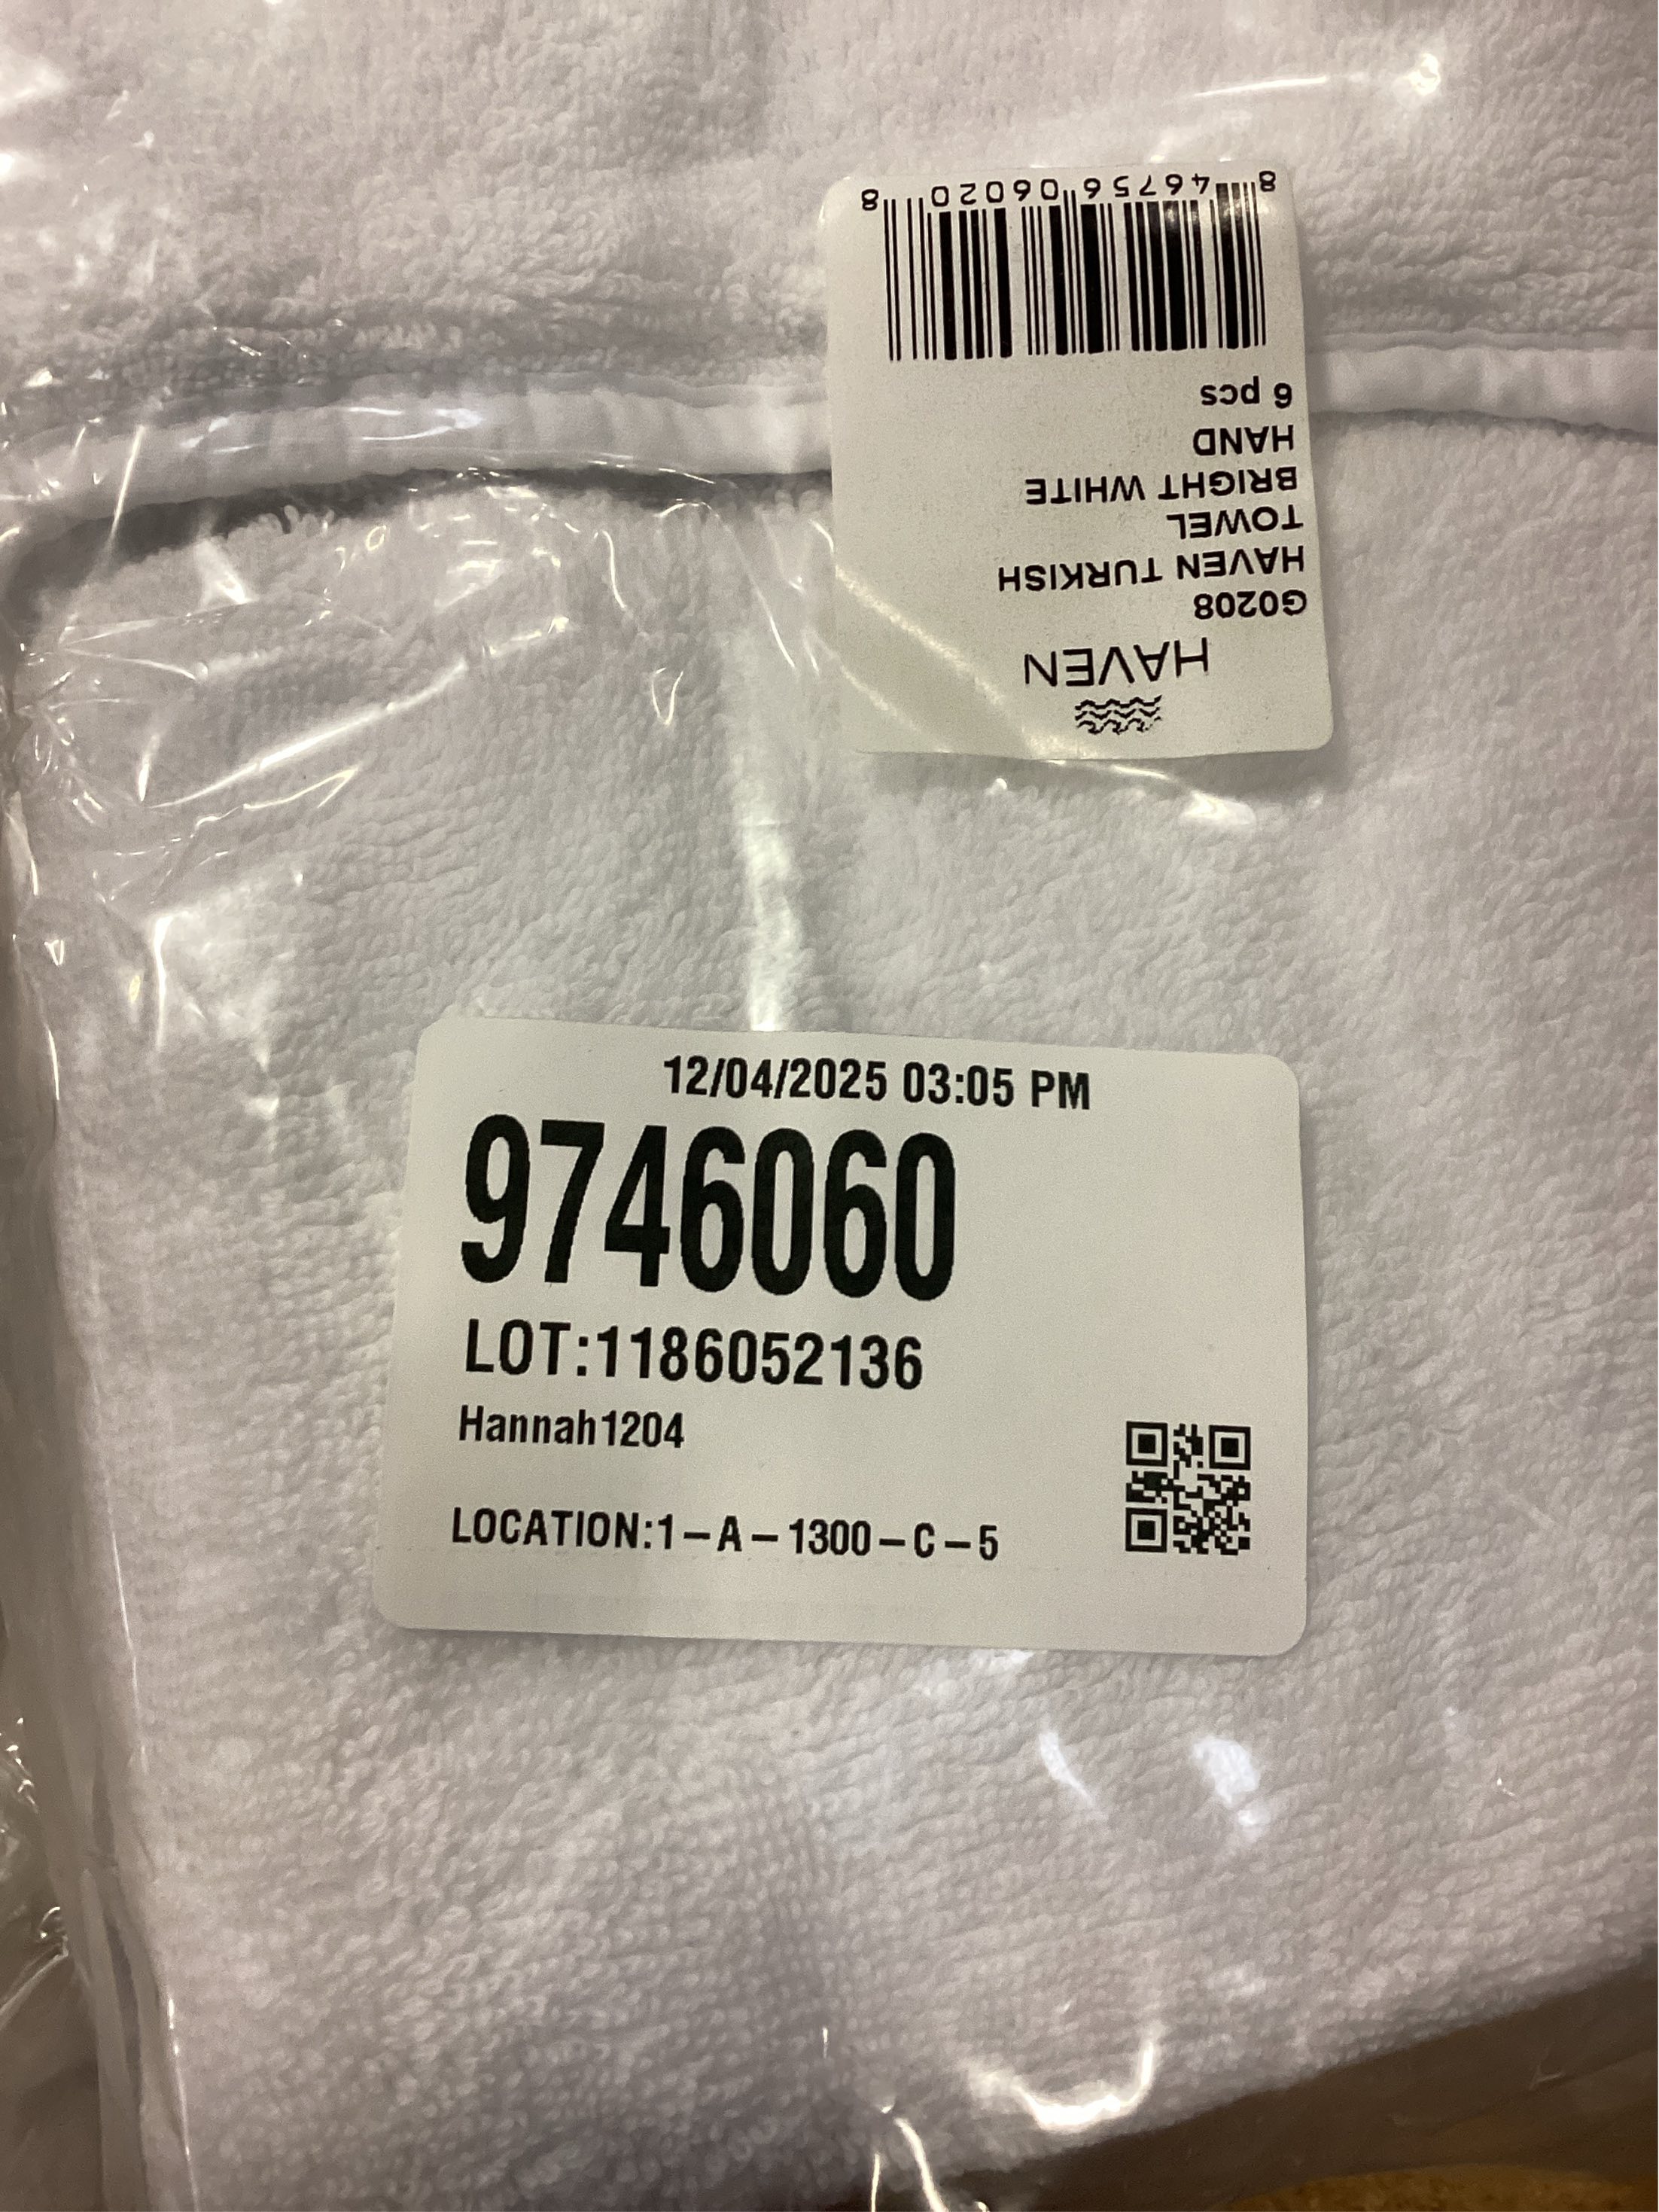 HAVEN
G0208
HAVEN TURKISH
TOWEL
BRIGHT WHITE
HAND
6 pcs
8 46756 06020 8
12/04/2025 03:05 PM
9746060
LOT:1186052136
Hannah1204
LOCATION:1-A-1300-C-5